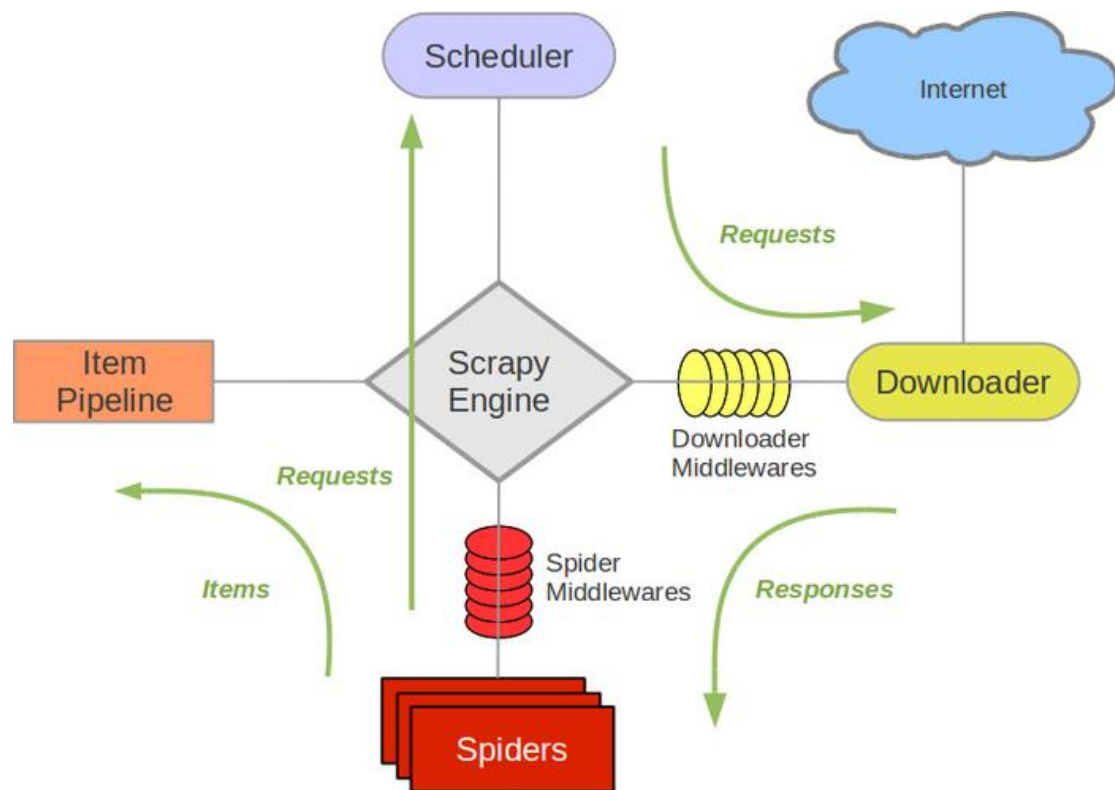 Scheduler
Internet
Requests
Item
Pipeline
Scrapy
Engine
Downloader
Downloader
Middlewares
Requests
Items
Spider
Middlewares
Responses
Spiders